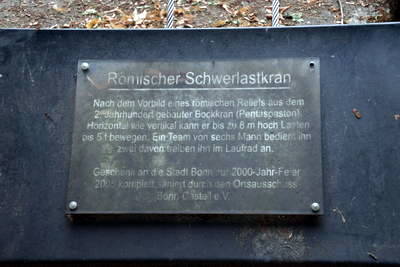 Römischer Schwerlastkran
Nach dem Vorbild eines römischen Reliefs aus dem
2. Jahrhundert gebauter Bockkran (Pentaspaston).
Horizontal wie vertikal kann er bis zu 8 m hoch Lasten
bis 5 t bewegen. Ein Team von sechs Mann bedient ihn
zwei davon treiben ihn im Laufrad an.
Geschenk an die Stadt Bonn zur 2000-Jahr-Feier
komplett saniert durch den Ortsausschuss
Bonn Castell e.V.